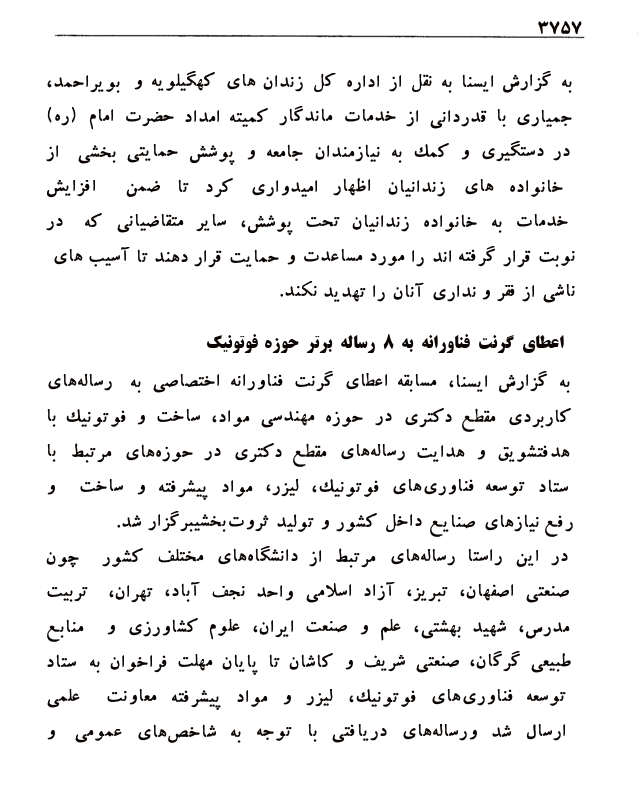 ۳۷۵۷
به گزارش ایسنا به نقل از اداره کل زندان های کهگیلویه و بویراحمد،
جمیاری با قدردانی از خدمات ماندگار کمیته امداد حضرت امام (ره)
در دستگیری و کمك به نیازمندان جامعه و پوشش حمایتی بخشی از
خانواده های زندانیان اظهار امیدواری کرد تا ضمن افزایش
خدمات به خانواده زندانیان تحت پوشش، سایر متقاضیانی که در
نوبت قرار گرفته اند را مورد مساعدت و حمایت قرار دهند تا آسیب های
ناشی از فقر و نداری آنان را تهدید نکند.
اعطای گرنت فناورانه به ۸ رساله برتر حوزه فوتونیک
به گزارش ایسنا، مسابقه اعطای گرنت فناورانه اختصاصی به رساله‌های
کاربردی مقطع دکتری در حوزه مهندسی مواد، ساخت و فوتونیك با
هدفتشویق و هدایت رساله‌های مقطع دکتری در حوزه‌های مرتبط با
ستاد توسعه فناوری‌های فوتونیك، لیزر، مواد پیشرفته و ساخت و
رفع نیازهای صنایع داخل کشور و تولید ثروت‌بخشیبرگزار شد.
در این راستا رساله‌های مرتبط از دانشگاه‌های مختلف کشور چون
صنعتی اصفهان، تبریز، آزاد اسلامی واحد نجف آباد، تهران، تربیت
مدرس، شهید بهشتی، علم و صنعت ایران، علوم کشاورزی و منابع
طبیعی گرگان، صنعتی شریف و کاشان تا پایان مهلت فراخوان به ستاد
توسعه فناوری‌های فوتونیك، لیزر و مواد پیشرفته معاونت علمی
ارسال شد ورساله‌های دریافتی با توجه به شاخص‌های عمومی و